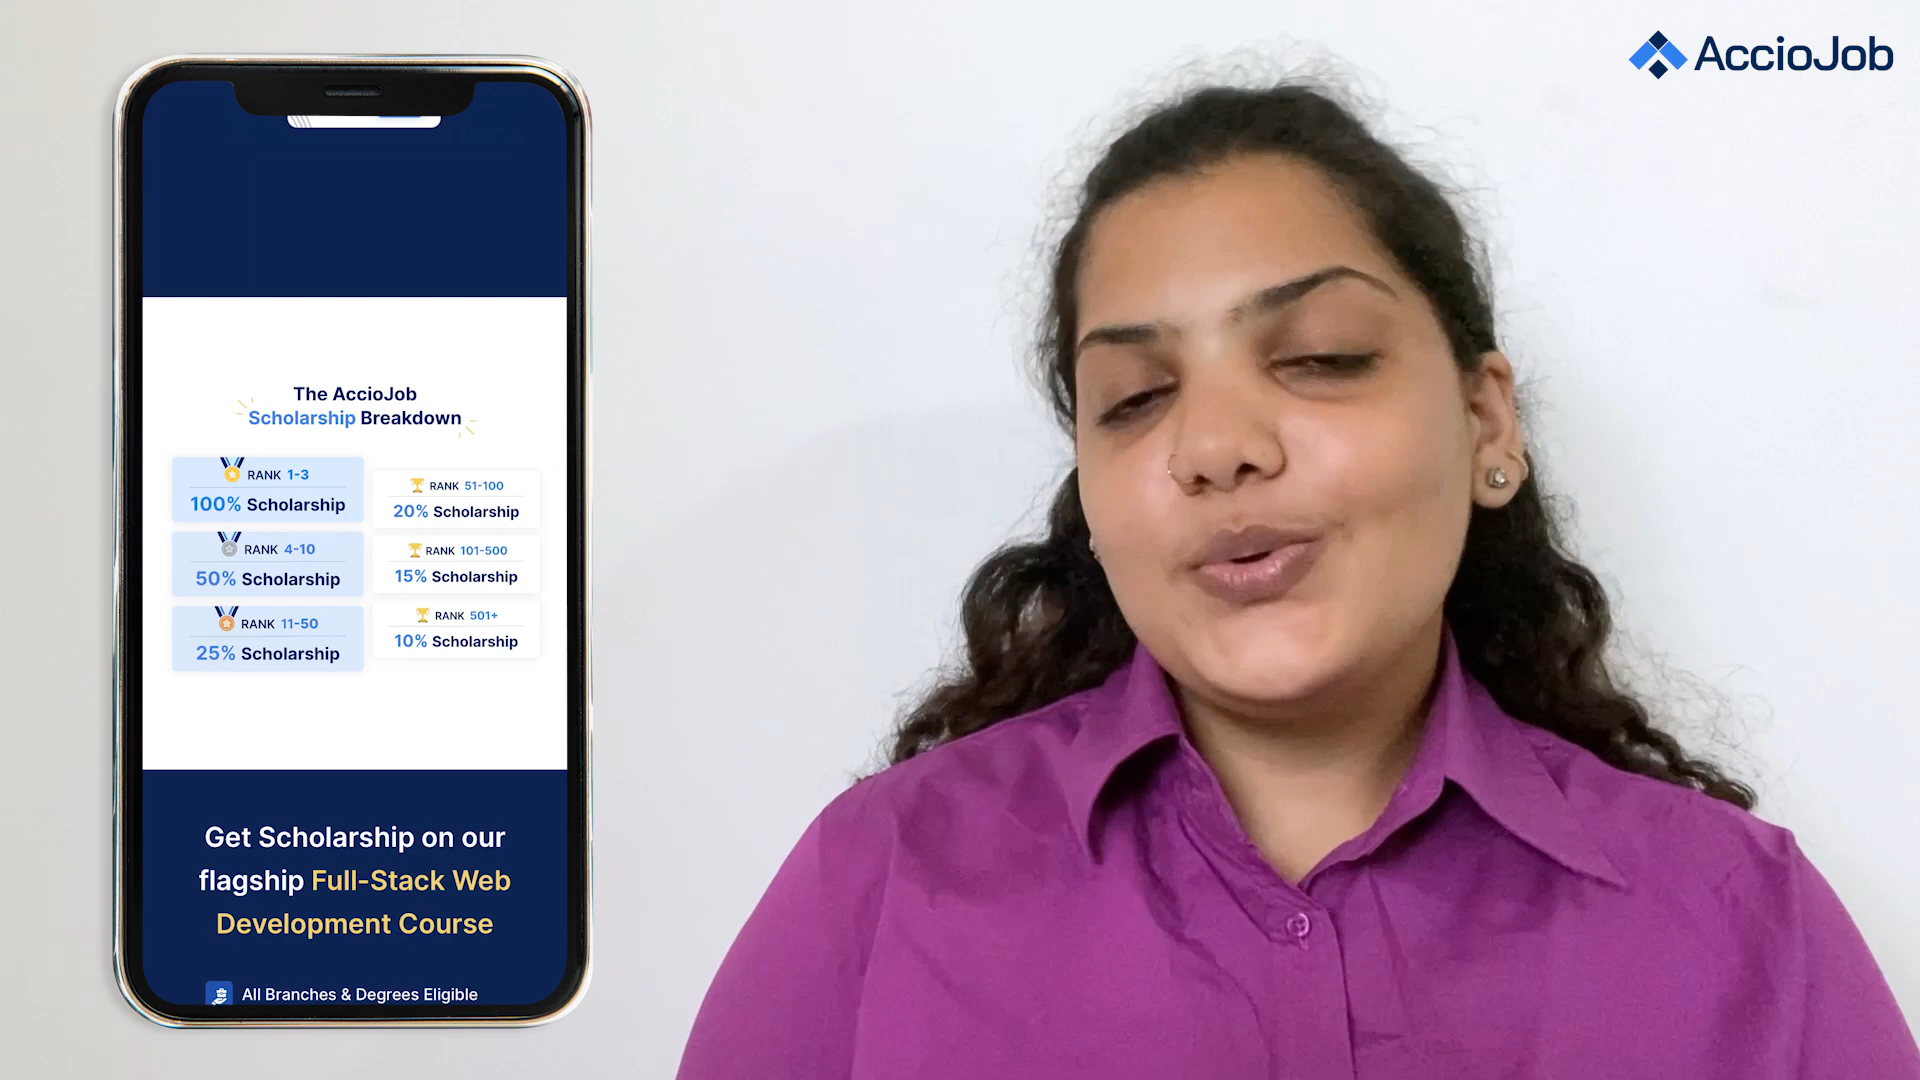 AccioJob
The AccioJob
Scholarship Breakdown
RANK 1-3
100% Scholarship
RANK 4-10
50% Scholarship
RANK 11-50
25% Scholarship
RANK 51-100
20% Scholarship
RANK 101-500
15% Scholarship
RANK 501+
10% Scholarship
Get Scholarship on our
flagship Full-Stack Web
Development Course
All Branches & Degrees Eligible